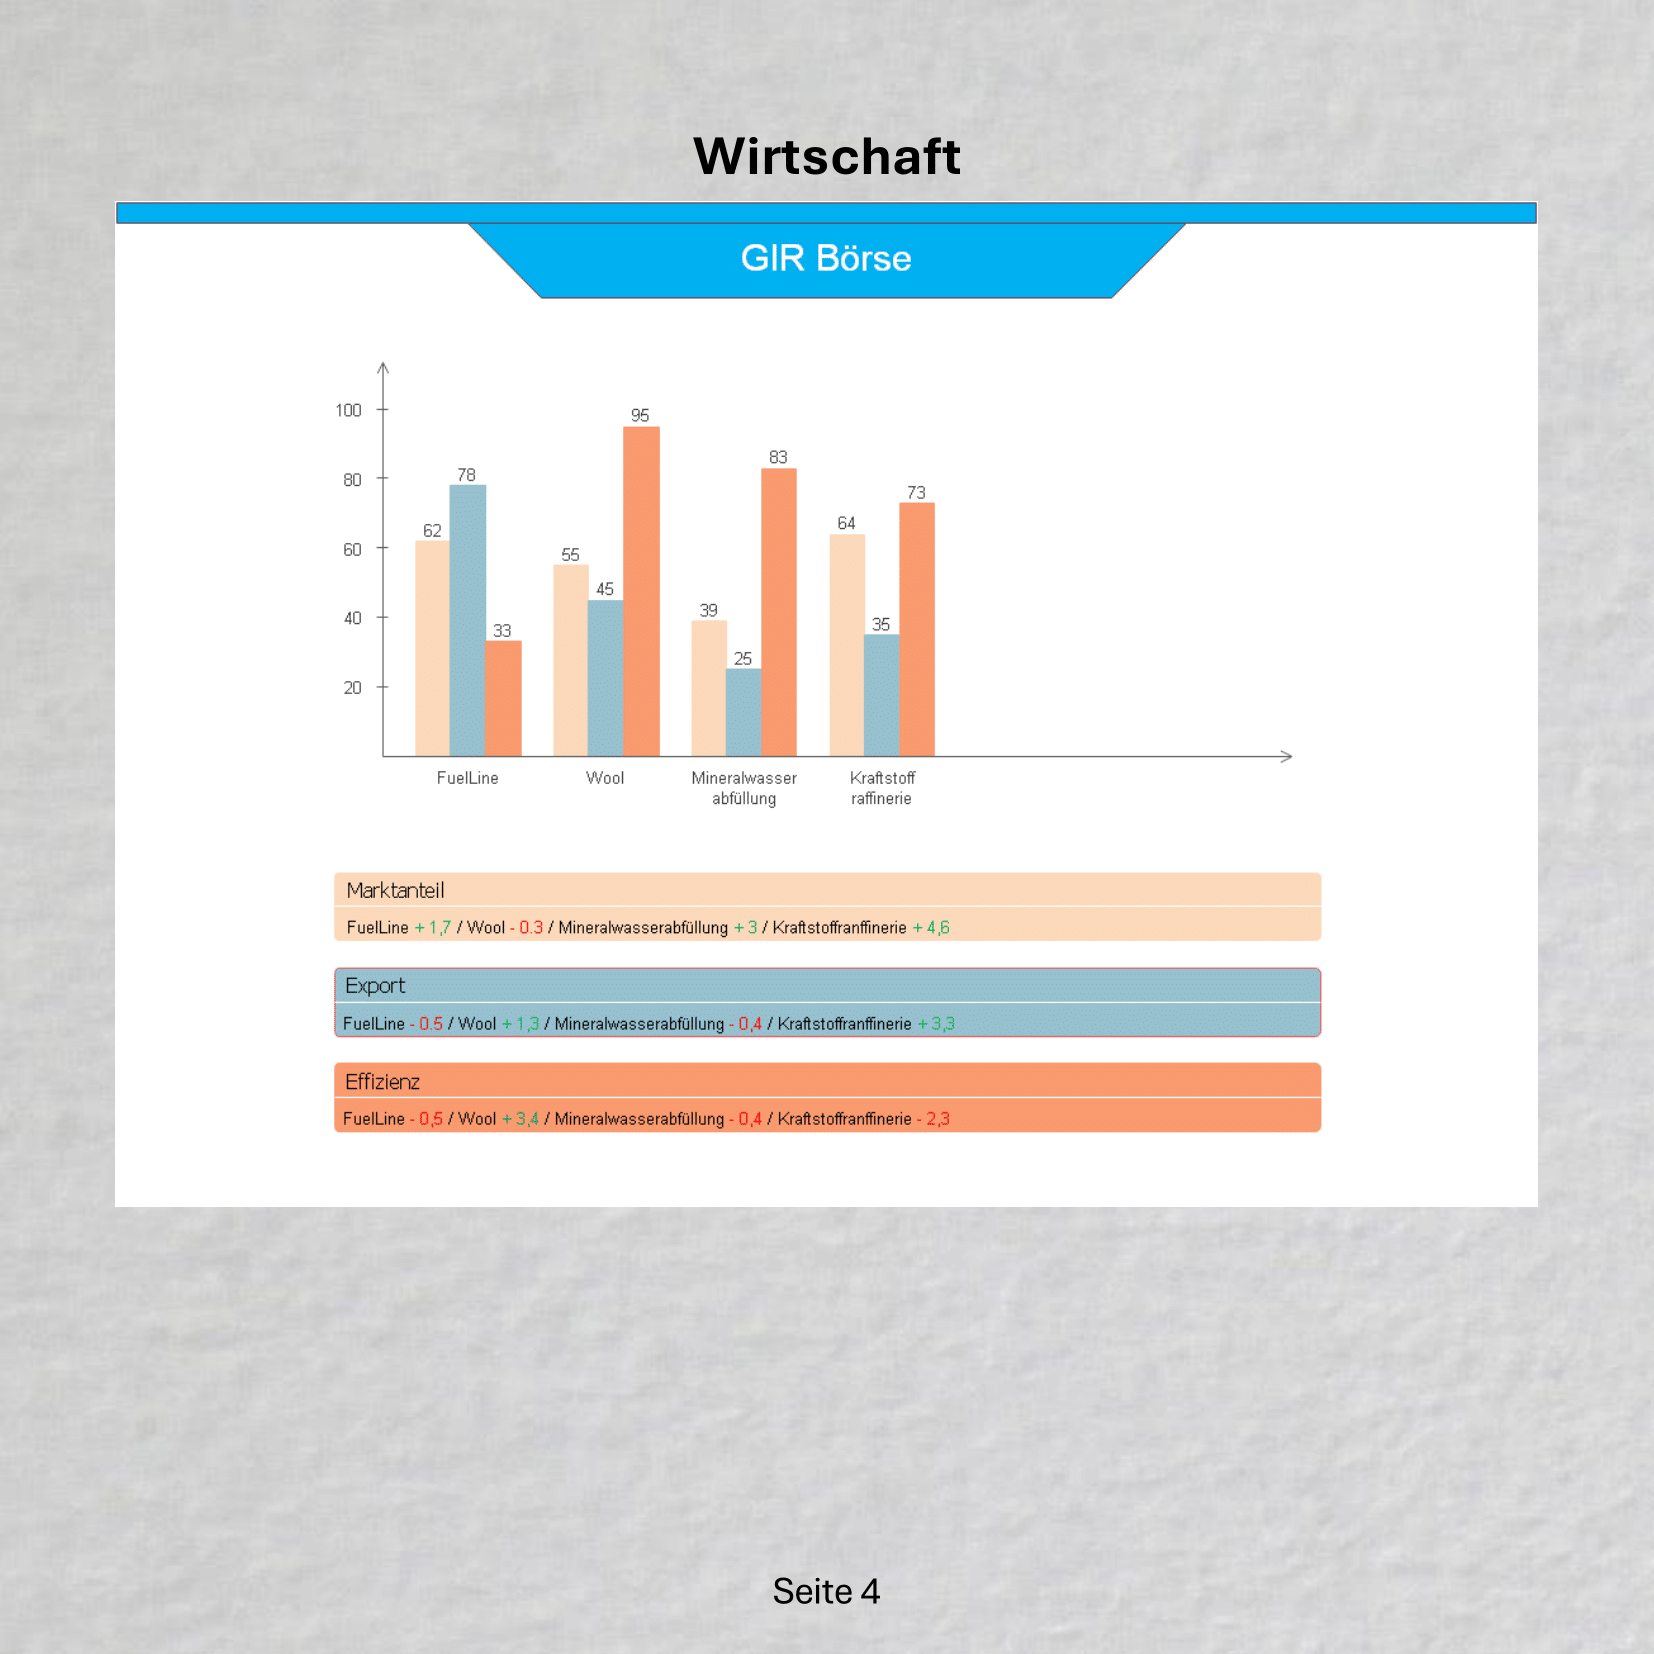 Wirtschaft
GIR Börse
100
80
60
40
20
62
78
33
55
45
95
39
25
83
64
35
73
FuelLine
Wool
Mineralwasser
abfüllung
Kraftstoff
raffinerie
Marktanteil
FuelLine + 1,7 / Wool - 0.3 / Mineralwasserabfüllung + 3 / Kraftstoffranffinerie + 4,6
Export
FuelLine - 0.5 / Wool + 1,3 / Mineralwasserabfüllung - 0,4 / Kraftstoffranffinerie + 3,3
Effizienz
FuelLine - 0,5 / Wool + 3,4 / Mineralwasserabfüllung - 0,4 / Kraftstoffranffinerie - 2,3
Seite 4